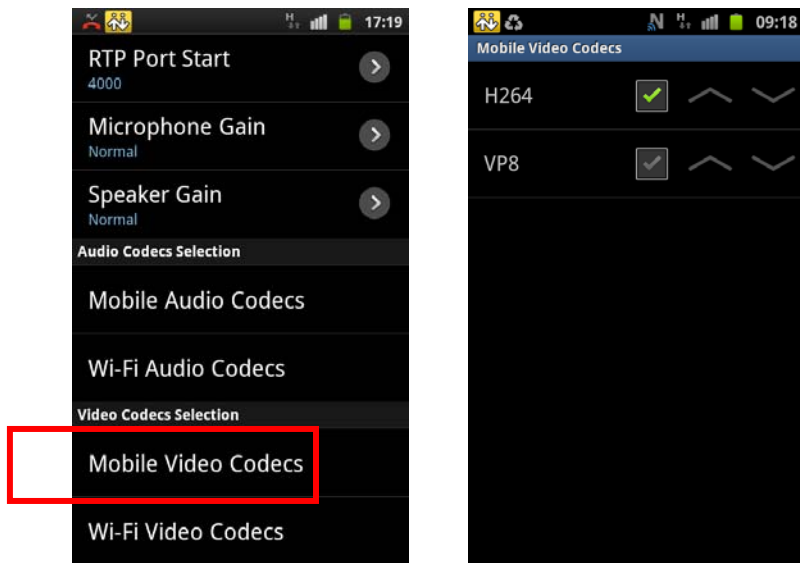 H 17:19
RTP Port Start
4000
Microphone Gain
Normal
Speaker Gain
Normal
Audio Codecs Selection
Mobile Audio Codecs
Wi-Fi Audio Codecs
Video Codecs Selection
Mobile Video Codecs
Wi-Fi Video Codecs
N H 09:18
Mobile Video Codecs
H264
VP8